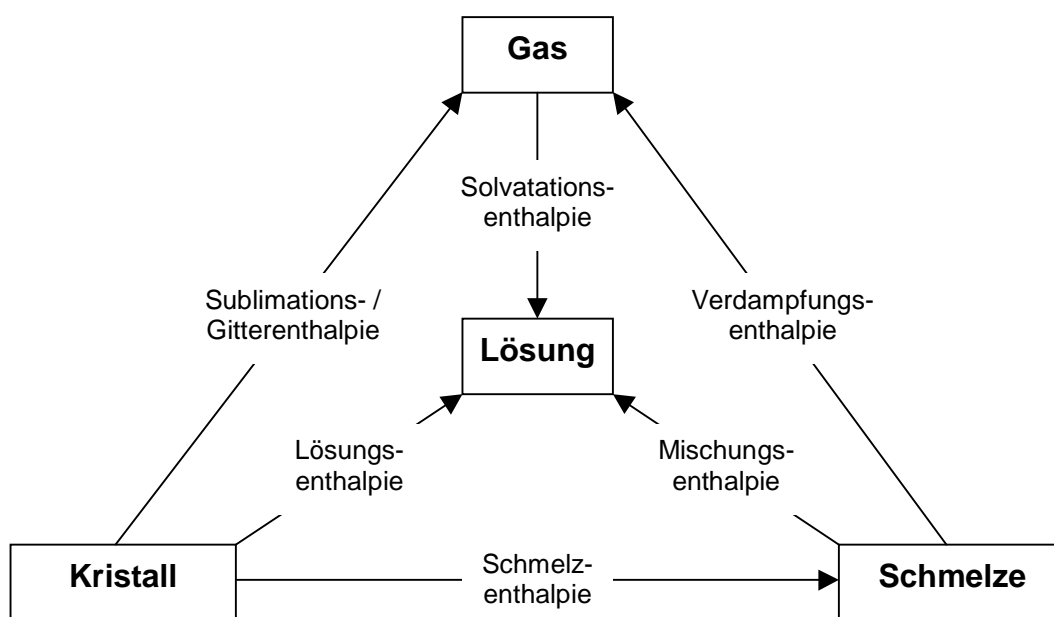 Gas
Solvatations-
enthalpie
Sublimations- /
Gitterenthalpie
Verdampfungs-
enthalpie
Lösung
Lösungs-
enthalpie
Mischungs-
enthalpie
Kristall
Schmelz-
enthalpie
Schmelze